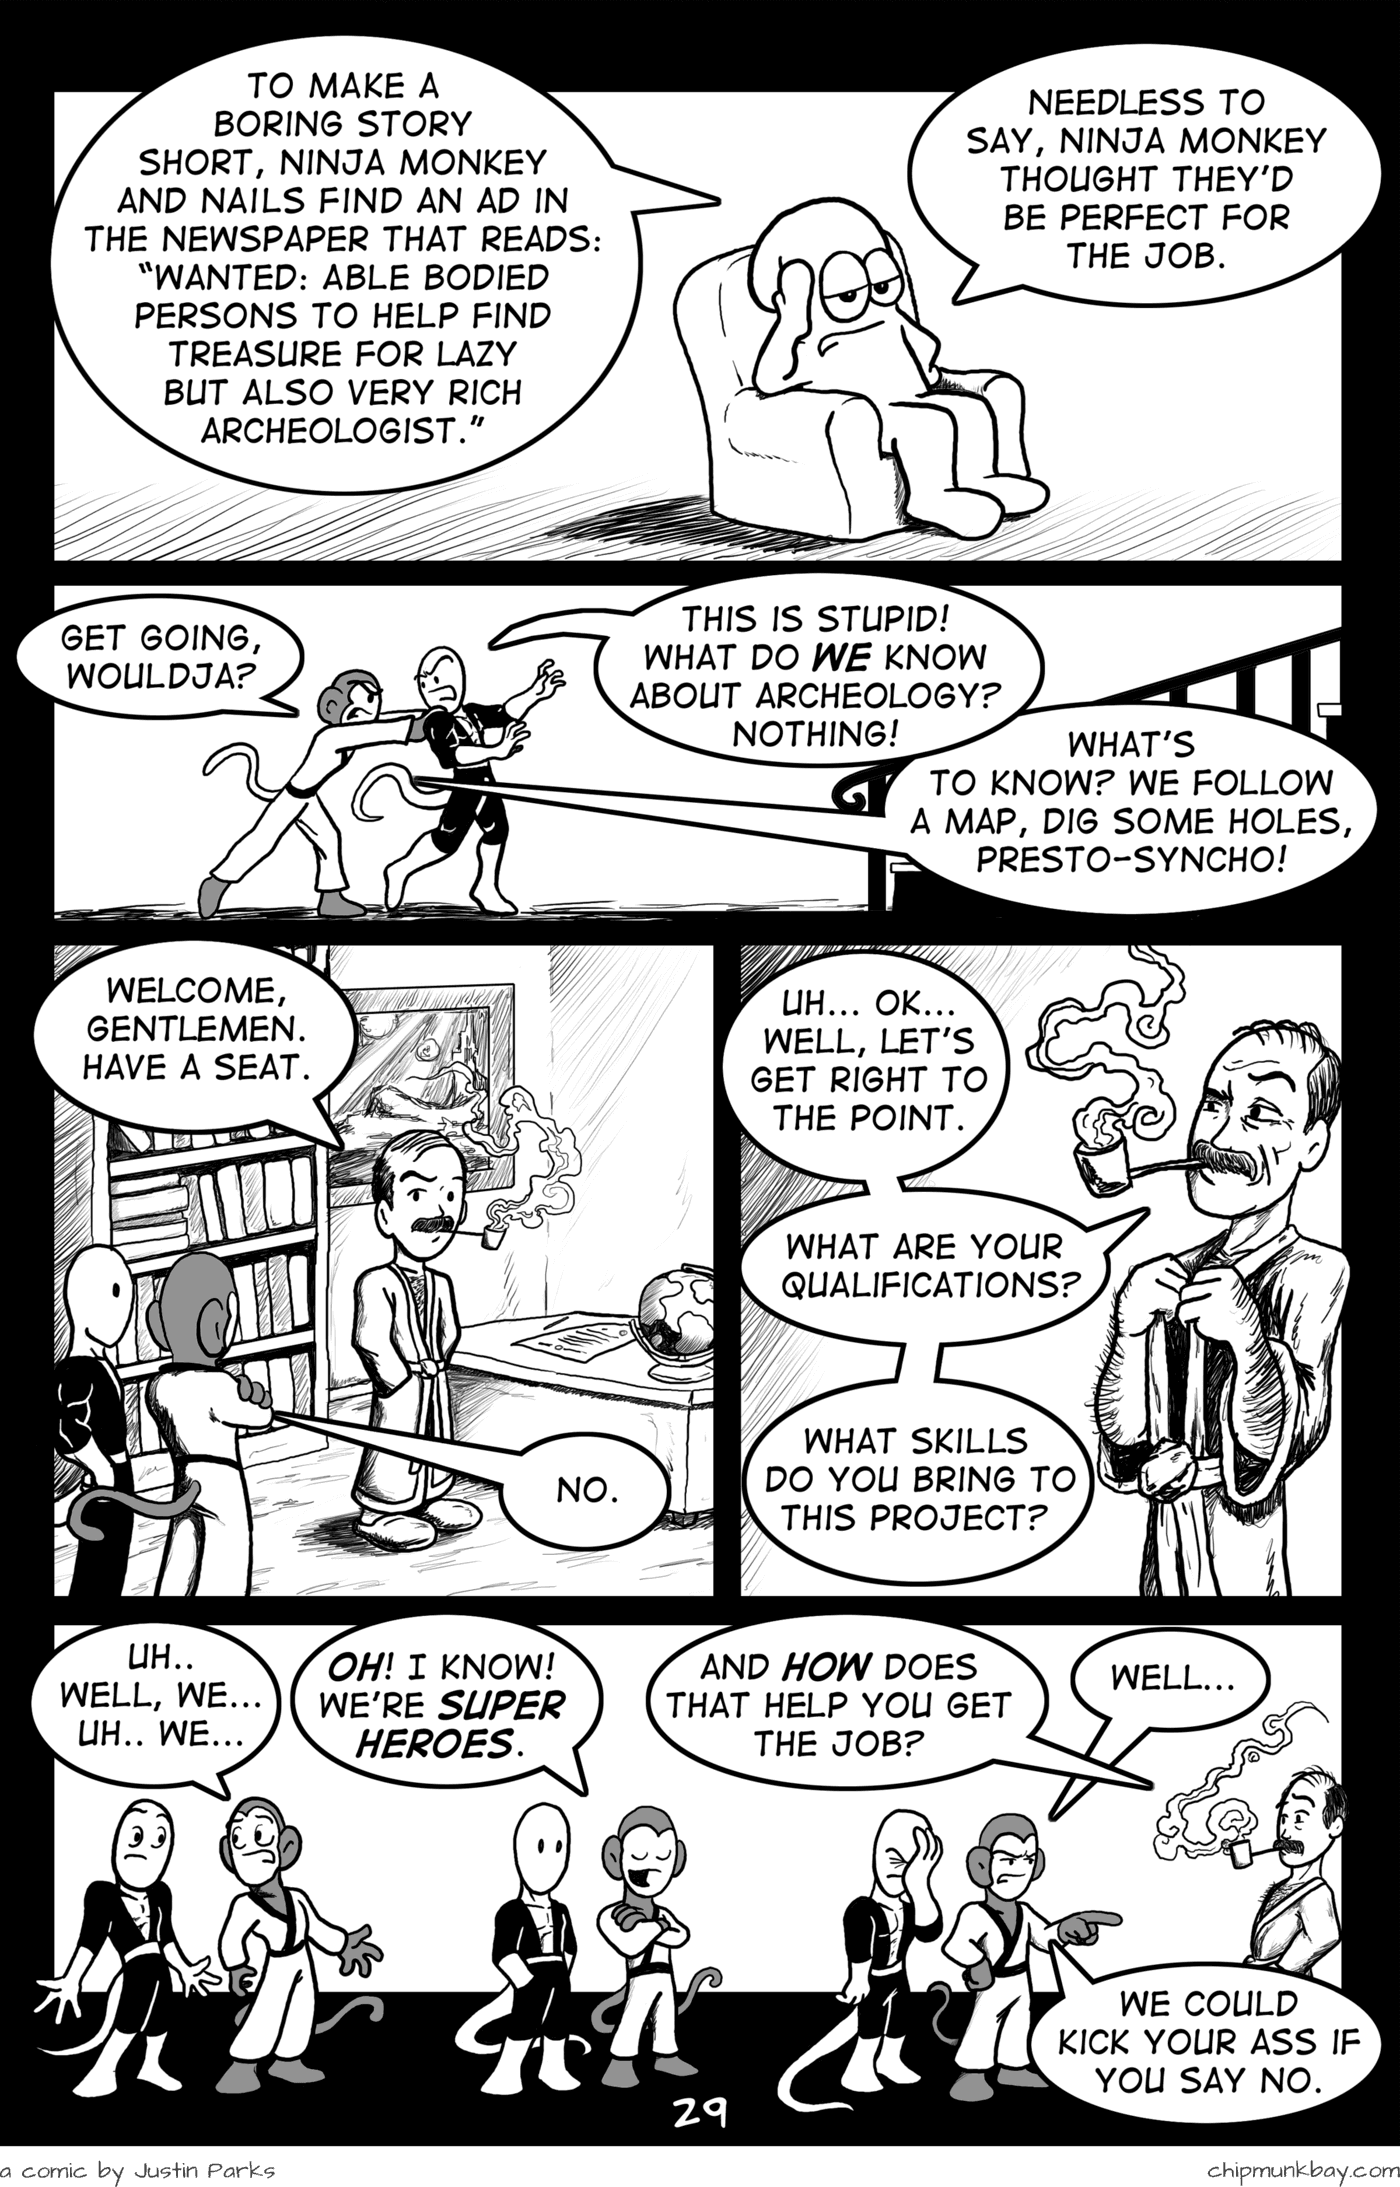 TO MAKE A
BORING STORY
SHORT, NINJA MONKEY
AND NAILS FIND AN AD IN
THE NEWSPAPER THAT READS:
"WANTED: ABLE BODIED
PERSONS TO HELP FIND
TREASURE FOR LAZY
BUT ALSO VERY RICH
ARCHEOLOGIST."
NEEDLESS TO
SAY, NINJA MONKEY
THOUGHT THEY'D
BE PERFECT FOR
THE JOB.
GET GOING,
WOULDJA?
THIS IS STUPID!
WHAT DO WE KNOW
ABOUT ARCHEOLOGY?
NOTHING!
WHAT'S
TO KNOW? WE FOLLOW
A MAP, DIG SOME HOLES,
PRESTO-SYNCHO!
WELCOME,
GENTLEMEN.
HAVE A SEAT.
NO.
UH... OK...
WELL, LET'S
GET RIGHT TO
THE POINT.
WHAT ARE YOUR
QUALIFICATIONS?
WHAT SKILLS
DO YOU BRING TO
THIS PROJECT?
UH..
WELL, WE...
UH.. WE...
OH! I KNOW!
WE'RE SUPER
HEROES.
AND HOW DOES
THAT HELP YOU GET
THE JOB?
WELL...
WE COULD
KICK YOUR ASS IF
YOU SAY NO.
29
a comic by Justin Parks
chipmunkbay.com